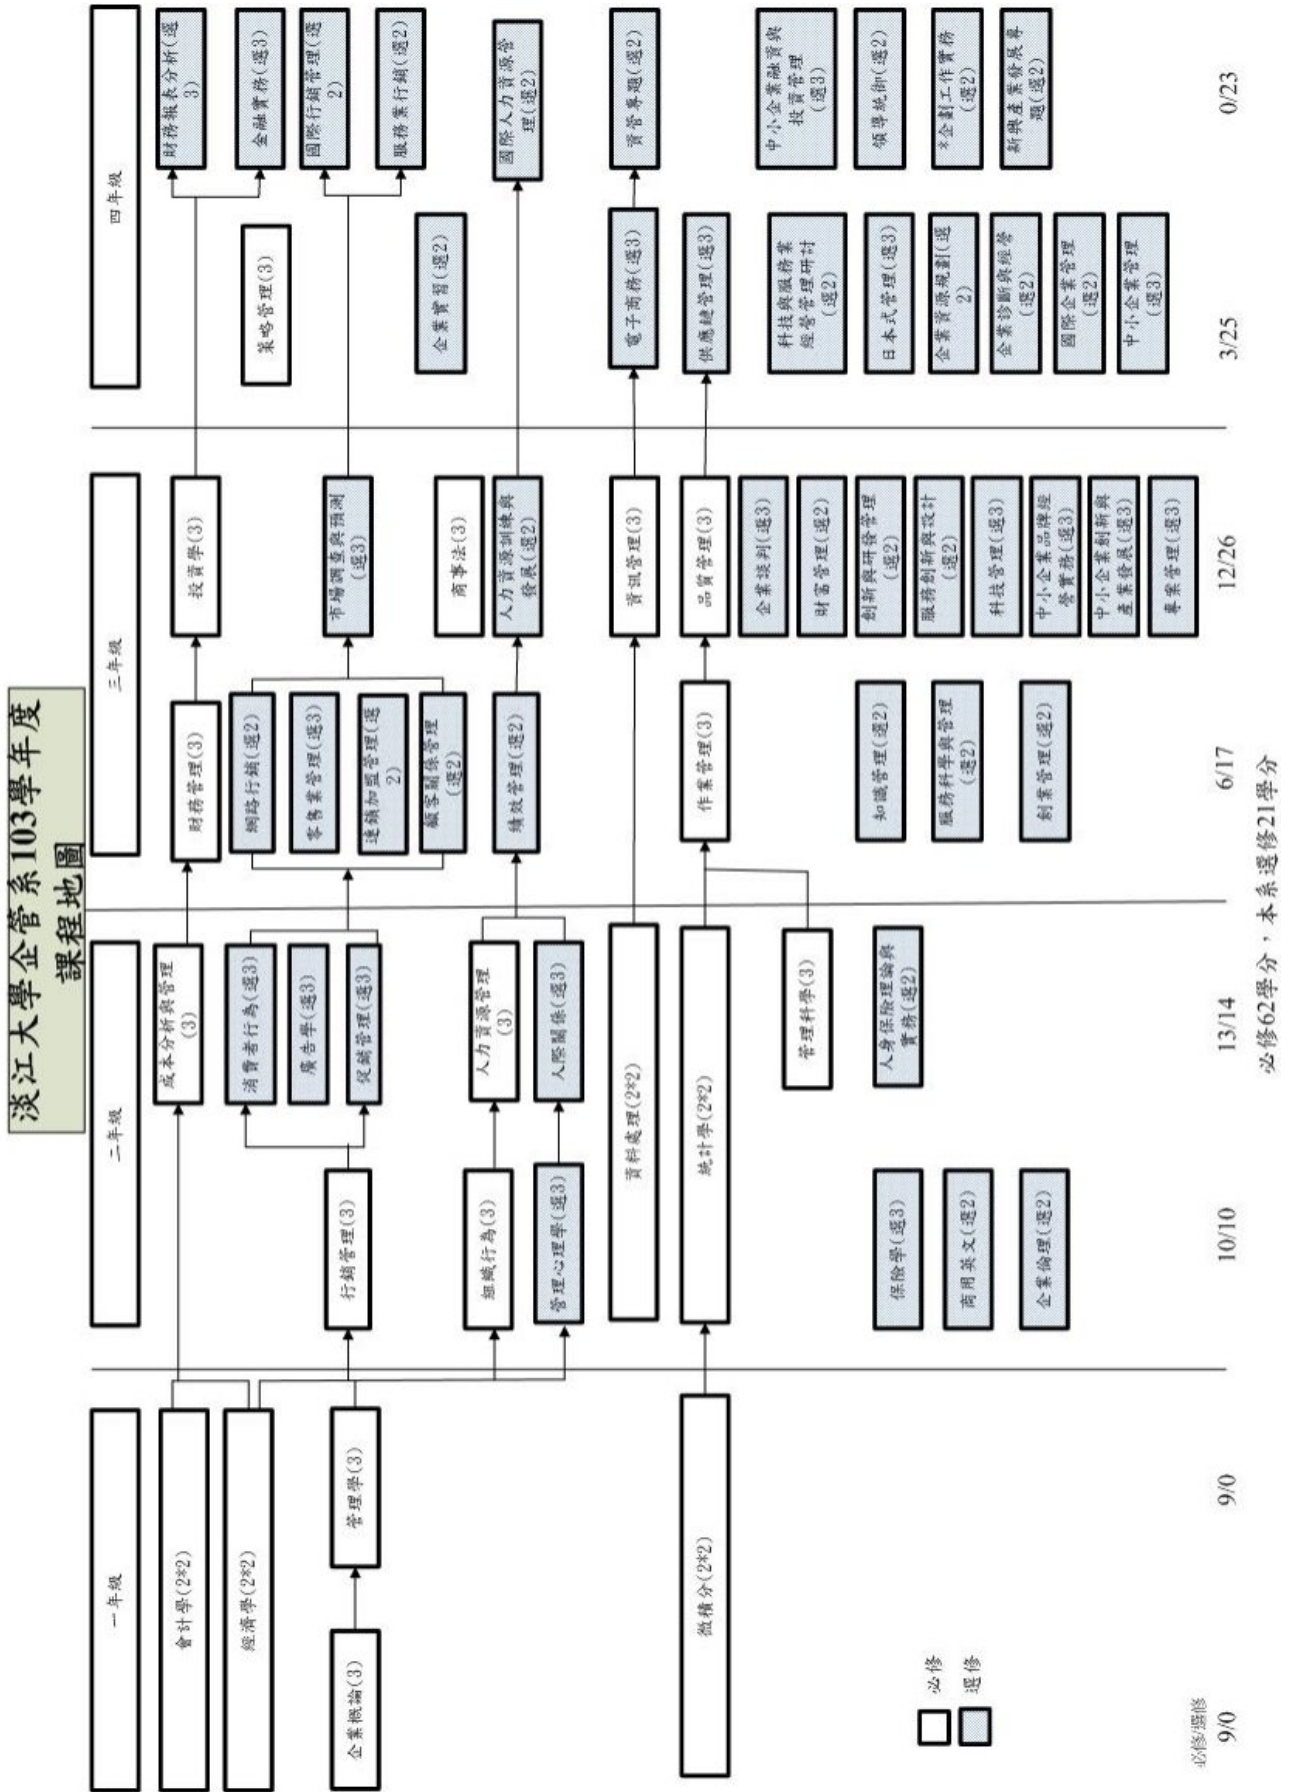 淡江大學企管系103學年度
課程地圖
一年級
二年級
三年級
四年級
會計學(2*2)
成本分析與管理
(3)
財務管理(3)
投資學(3)
財務報表分析(選
3)
金融實務(選3)
經濟學(2*2)
消費者行為(選3)
廣告學(選3)
促銷管理(選3)
網路行銷(選2)
零售業管理(選3)
連鎖加盟管理(選
2)
顧客關係管理
(選2)
市場調查與預測
(選3)
策略管理(3)
國際行銷管理(選
2)
服務業行銷(選2)
企業概論(3)
管理學(3)
行銷管理(3)
組織行為(3)
管理心理學(選3)
人力資源管理
(3)
人際關係(選3)
績效管理(選2)
商事法(3)
人力資源訓練與
發展(選2)
企業實習(選2)
國際人力資源管
理(選2)
資料處理(2*2)
資訊管理(3)
電子商務(選3)
資管專題(選2)
微積分(2*2)
統計學(2*2)
作業管理(3)
品質管理(3)
供應鏈管理(選3)
管理科學(3)
企業談判(選3)
財富管理(選2)
創新與研發管理
(選2)
服務創新與設計
(選2)
科技管理(選3)
中小企業品牌經
營實務(選3)
中小企業創新與
產業發展(選3)
專案管理(選3)
科技與服務業
經營管理研討
(選2)
日本式管理(選3)
企業資源規劃(選
2)
企業診斷與經營
(選2)
國際企業管理
(選2)
中小企業管理
(選3)
中小企業融資與
投資管理
(選3)
領導統御(選2)
*企劃工作實務
(選2)
新興產業發展專
題(選2)
保險學(選3)
商用英文(選2)
企業倫理(選2)
人身保險理論與
實務(選2)
知識管理(選2)
服務科學與管理
(選2)
創業管理(選2)
必修
選修
必修/選修
9/0
9/0
10/10
13/14
6/17
12/26
3/25
0/23
必修62學分，本系選修21學分